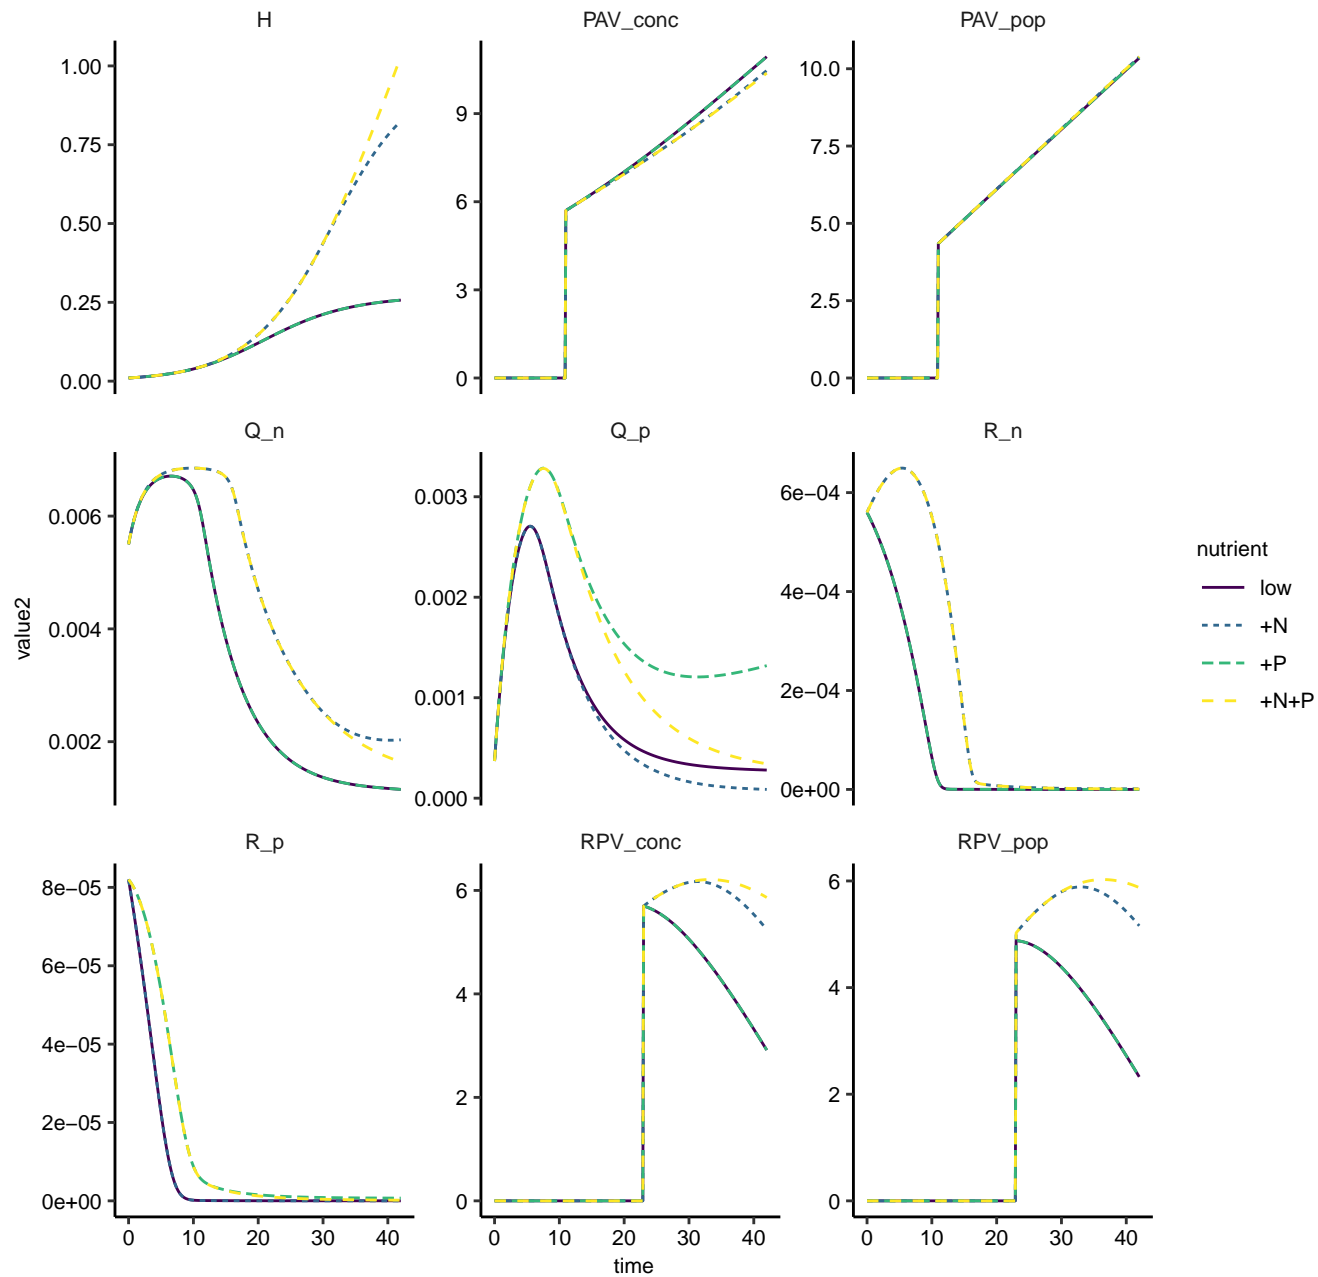 H
PAV_conc
PAV_pop
1.00
0.75
0.50
0.25
0.00
9
6
3
0
10.0
7.5
5.0
2.5
0.0
Q_n
Q_p
R_n
0.006
0.004
0.002
0.003
0.002
0.001
0.000
6e−04
4e−04
2e−04
0e+00
value2
nutrient
low
+N
+P
+N+P
R_p
RPV_conc
RPV_pop
8e−05
6e−05
4e−05
2e−05
0e+00
6
4
2
0
6
4
2
0
0 10 20 30 40
0 10 20 30 40
0 10 20 30 40
time